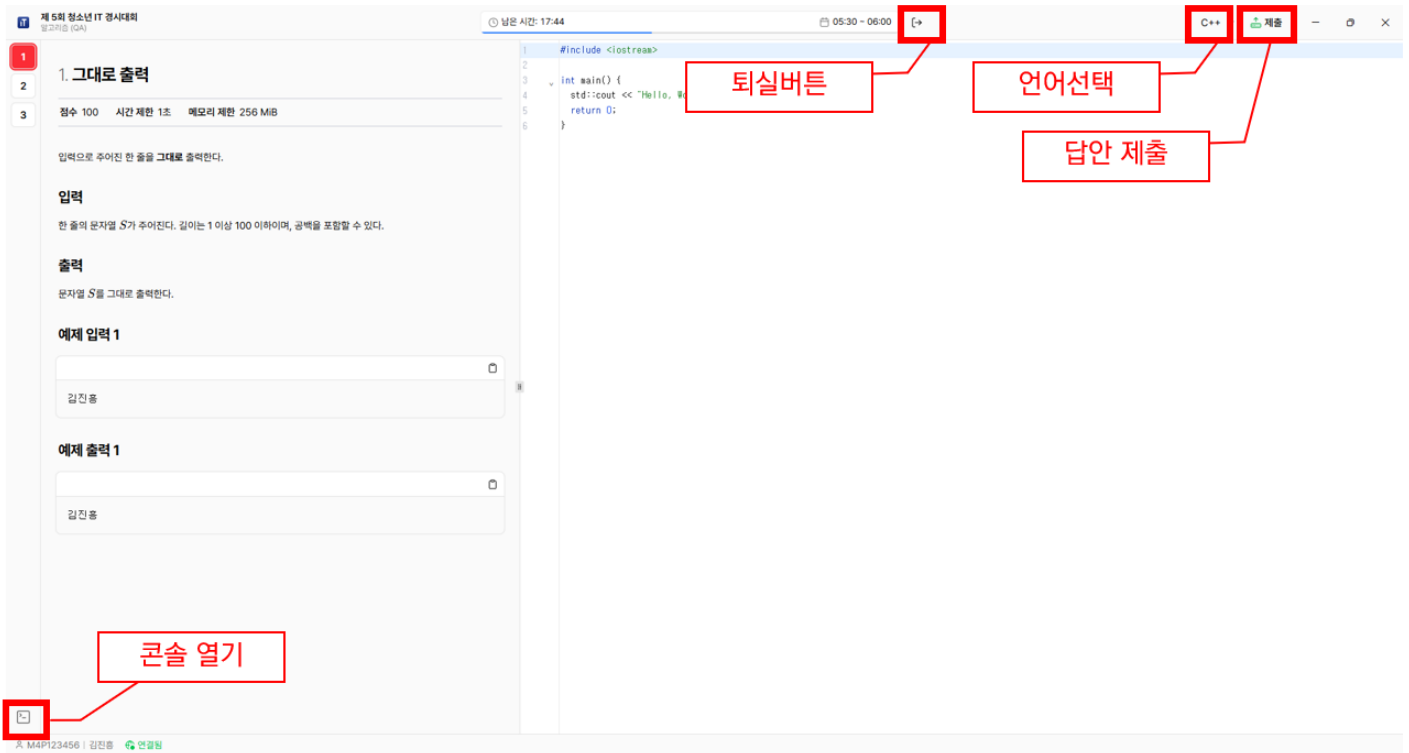 제 5회 청소년 IT 경시대회
알고리즘 (QA)
남은 시간: 17:44
05:30 ~ 06:00
C++
제출
퇴실버튼
언어선택
답안 제출
1
2
3
1. 그대로 출력
점수 100 시간 제한 1초 메모리 제한 256 MiB
입력으로 주어진 한 줄을 그대로 출력한다.
입력
한 줄의 문자열 S가 주어진다. 길이는 1 이상 100 이하이며, 공백을 포함할 수 있다.
출력
문자열 S를 그대로 출력한다.
예제 입력 1
김진홍
예제 출력 1
김진홍
1 #include <iostream>
2
3 int main() {
4 std::cout << "Hello,
5 return 0;
6 }
콘솔 열기
M4P123456 | 김진홍 연결됨